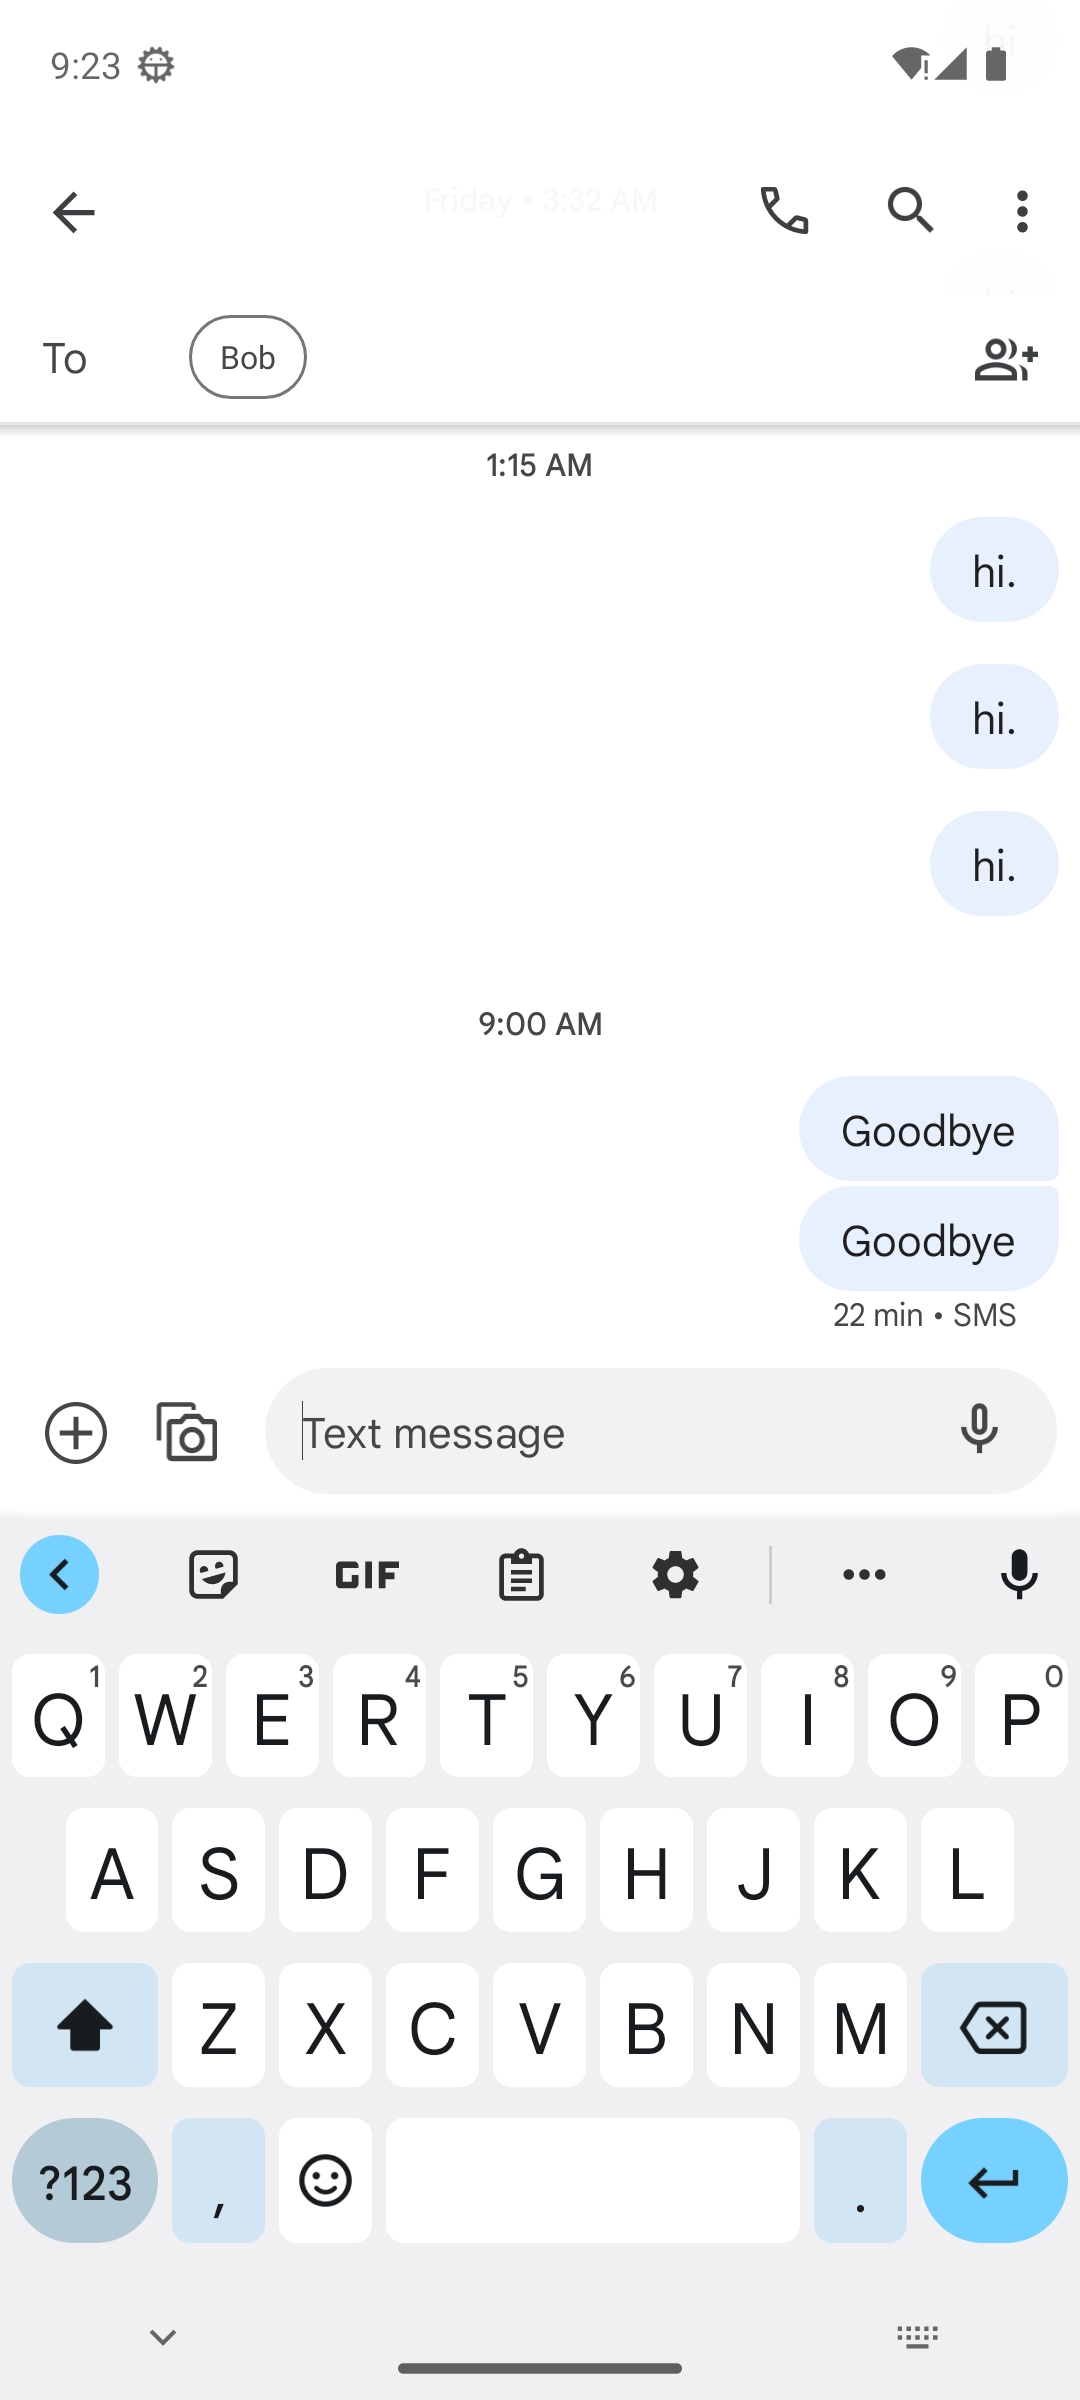 9:23
hi
Friday • 3:32 AM
To
Bob
1:15 AM
hi.
hi.
hi.
9:00 AM
Goodbye
Goodbye
22 min • SMS
Text message
GIF
1 2 3 4 5 6 7 8 9 0
Q W E R T Y U I O P
A S D F G H J K L
Z X C V B N M
?123 , .